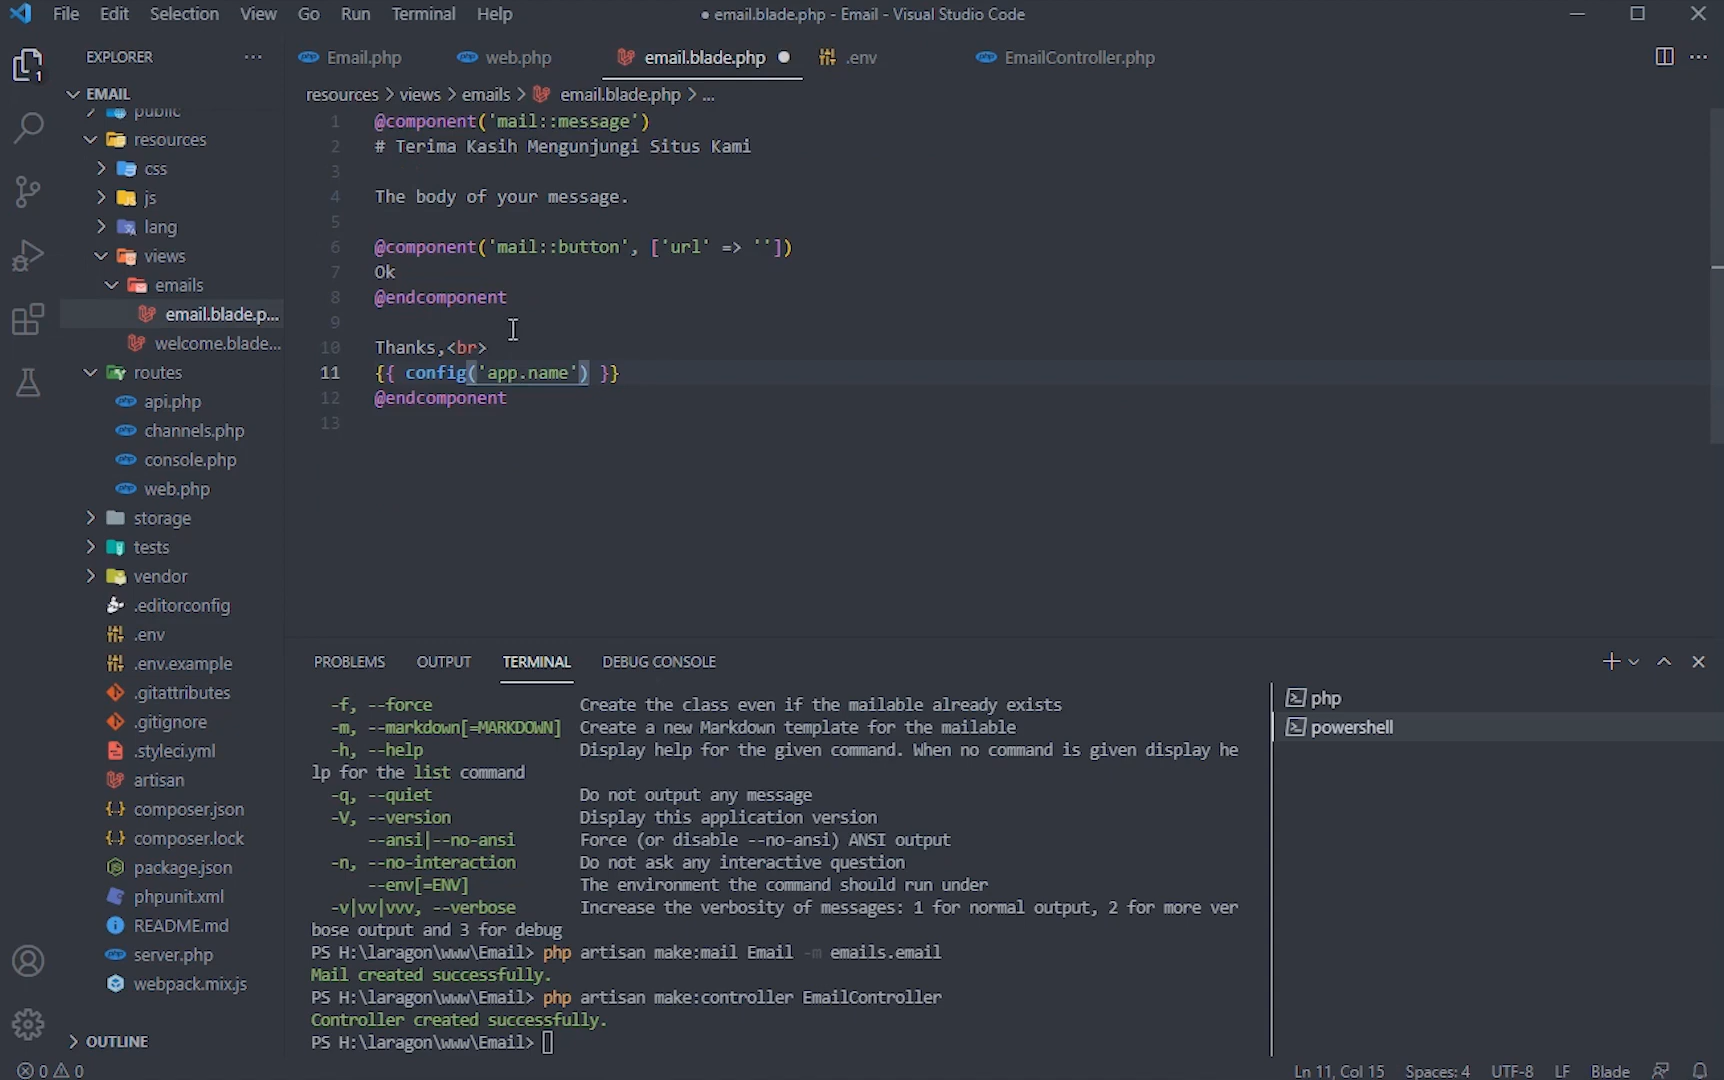 File Edit Selection View Go Run Terminal Help
● email.blade.php - Email - Visual Studio Code
EXPLORER
Email.php
web.php
email.blade.php
.env
EmailController.php
1
EMAIL
resources > views > emails > email.blade.php > ...
public
resources
css
js
lang
views
emails
email.blade.p...
welcome.blade...
routes
api.php
channels.php
console.php
web.php
storage
tests
vendor
.editorconfig
.env
.env.example
.gitattributes
.gitignore
.styleci.yml
artisan
composer.json
composer.lock
package.json
phpunit.xml
README.md
server.php
webpack.mix.js
OUTLINE
1 @component('mail::message')
2 # Terima Kasih Mengunjungi Situs Kami
3
4 The body of your message.
5
6 @component('mail::button', ['url' => ''])
7 Ok
8 @endcomponent
9
10 Thanks,<br>
11 {{ config('app.name') }}
12 @endcomponent
13
PROBLEMS OUTPUT TERMINAL DEBUG CONSOLE
-f, --force Create the class even if the mailable already exists
-m, --markdown[=MARKDOWN] Create a new Markdown template for the mailable
-h, --help Display help for the given command. When no command is given display he
lp for the list command
-q, --quiet Do not output any message
-V, --version Display this application version
--ansi|--no-ansi Force (or disable --no-ansi) ANSI output
-n, --no-interaction Do not ask any interactive question
--env[=ENV] The environment the command should run under
-v|vv|vvv, --verbose Increase the verbosity of messages: 1 for normal output, 2 for more ver
bose output and 3 for debug
PS H:\laragon\www\Email> php artisan make:mail Email -m emails.email
Mail created successfully.
PS H:\laragon\www\Email> php artisan make:controller EmailController
Controller created successfully.
PS H:\laragon\www\Email>
php
powershell
0 0
Ln 11, Col 15 Spaces: 4 UTF-8 LF Blade